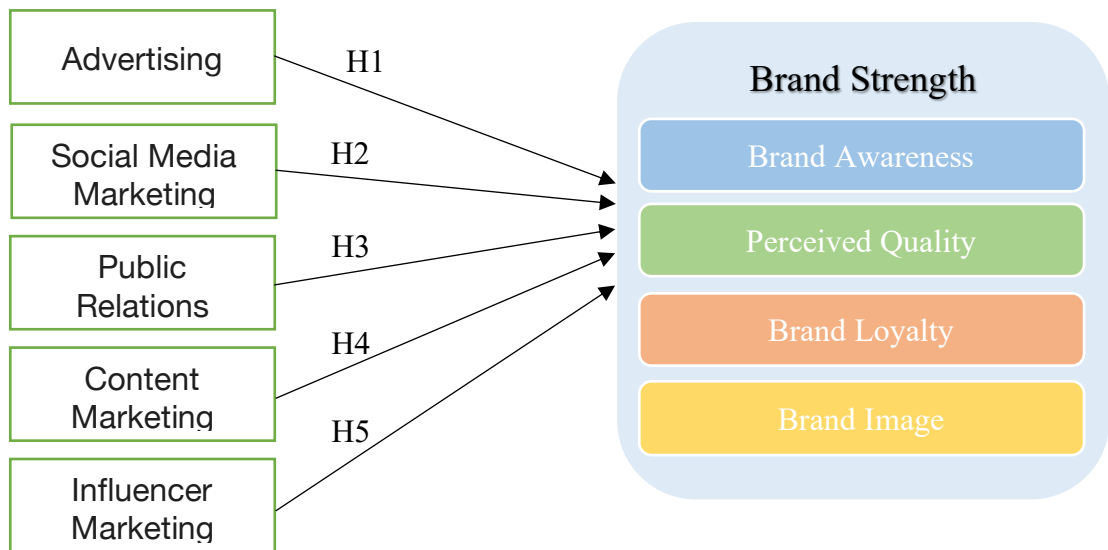 Advertising
H1
Social Media
Marketing
H2
Public
Relations
H3
Content
Marketing
H4
Influencer
Marketing
H5
Brand Strength
Brand Awareness
Perceived Quality
Brand Loyalty
Brand Image